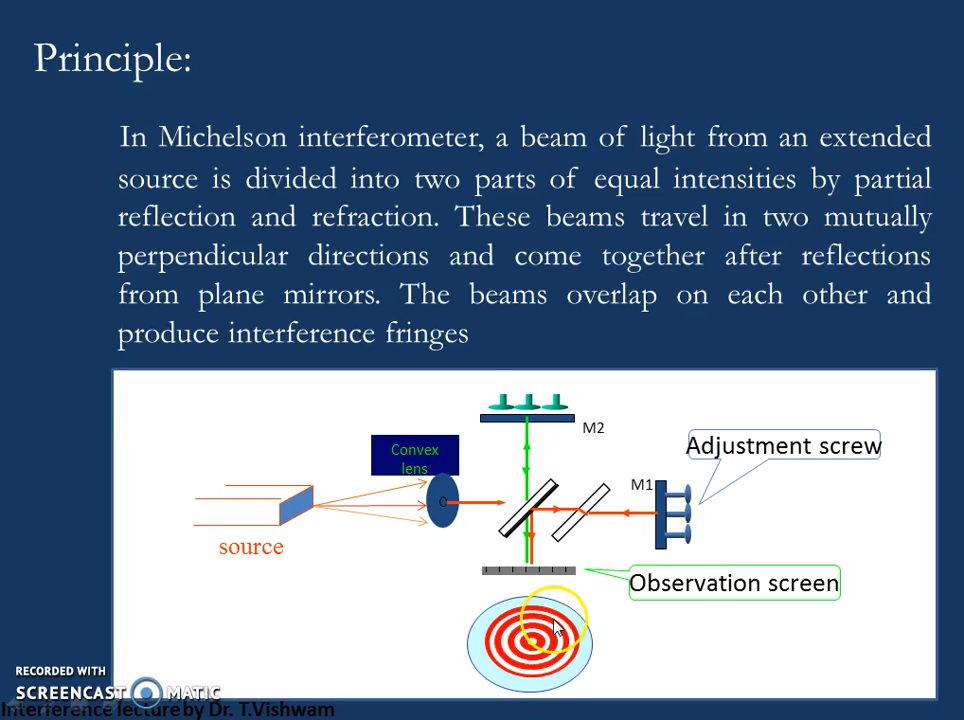 Principle:
In Michelson interferometer, a beam of light from an extended
source is divided into two parts of equal intensities by partial
reflection and refraction. These beams travel in two mutually
perpendicular directions and come together after reflections
from plane mirrors. The beams overlap on each other and
produce interference fringes
M2
Convex
lens
Adjustment screw
M1
source
Observation screen
RECORDED WITH
SCREENCAST MATIC
Interference lecture by Dr. T.Vishwam